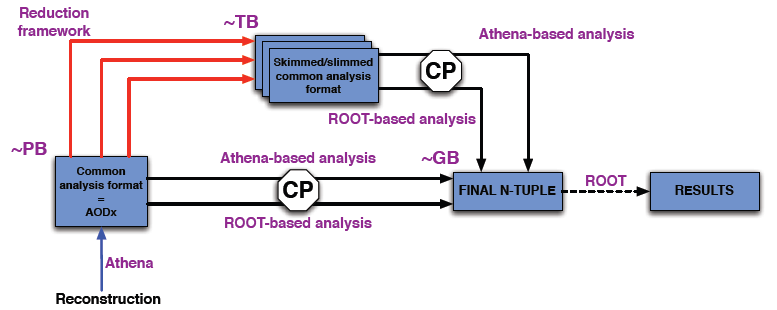 Reduction
framework
~TB
Skimmed/slimmed
common analysis
format
CP
Athena-based analysis
ROOT-based analysis
~PB
Common
analysis format
=
AODx
Athena-based analysis
CP
ROOT-based analysis
~GB
FINAL N-TUPLE
ROOT
RESULTS
Athena
Reconstruction